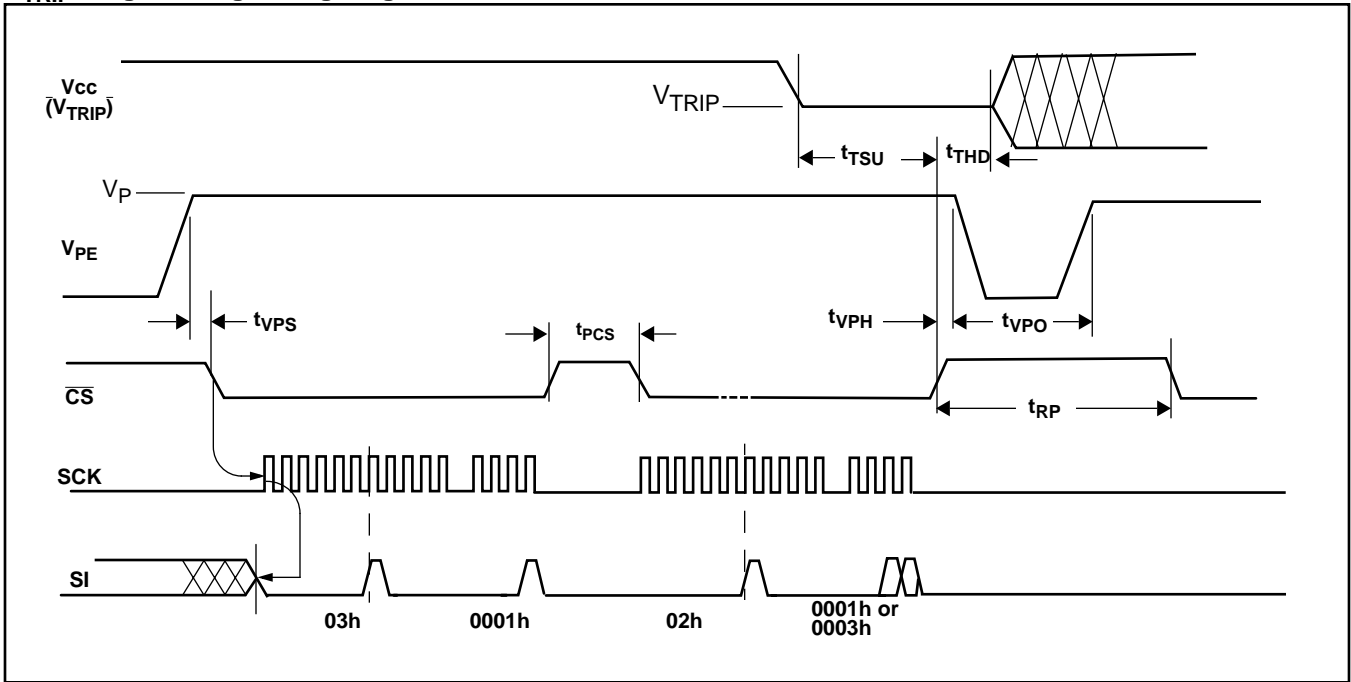 Vcc
(VTRIP)
VTRIP
tTSU
tTHD
VP
VPE
tVPS
tPCS
tVPH
tVPO
CS
tRP
SCK
SI
03h
0001h
02h
0001h or
0003h